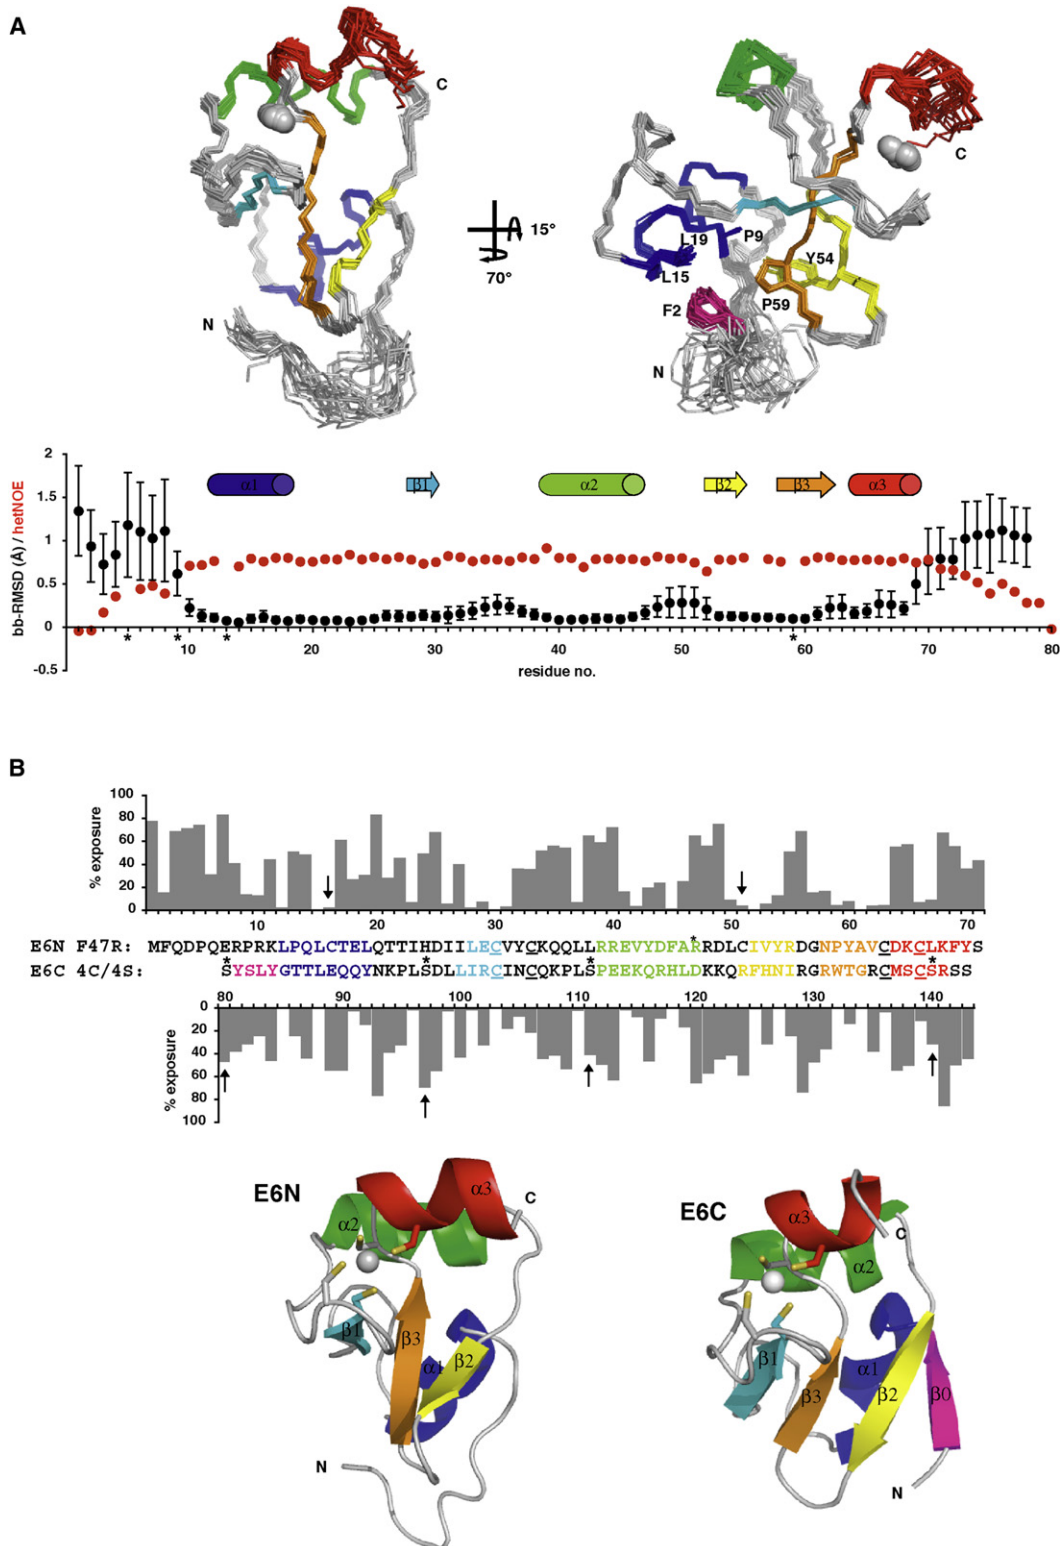 A
C
N
15°
70°
C
L19
P9
L15
Y54
F2
P59
N
bb-RMSD (Å) / hetNOE
2
1.5
1
0.5
0
-0.5
α1
β1
α2
β2
β3
α3
*
*
*
*
10
20
30
40
50
60
70
80
residue no.
B
% exposure
100
80
60
40
20
0
10
20
30
40
50
60
70
*
E6N F47R: MFQDPQERPRKLPQLCTELQTTIHDIILECVYCKQQLLRREVYDFARRDLCIVYRDGNPYAVCDKCLKFYS
* * * *
E6C 4C/4S: SYSLYGTTLEQQYNKPLSDLLIRCINCQKPLSPEEKQRHLDKKQRFHNIRGRWTGRCMSCSRSS
80
90
100
110
120
130
140
% exposure
0
20
40
60
80
100
E6N
α3
C
α2
β1
β3
α1
β2
N
E6C
α3
C
α2
β1
α1
β3
β2
β0
N